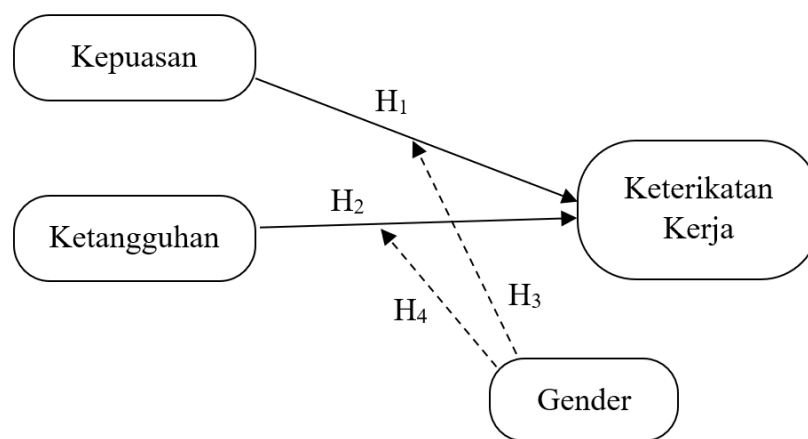 Kepuasan
H₁
Ketangguhan
H₂
Keterikatan
Kerja
H₃
H₄
Gender